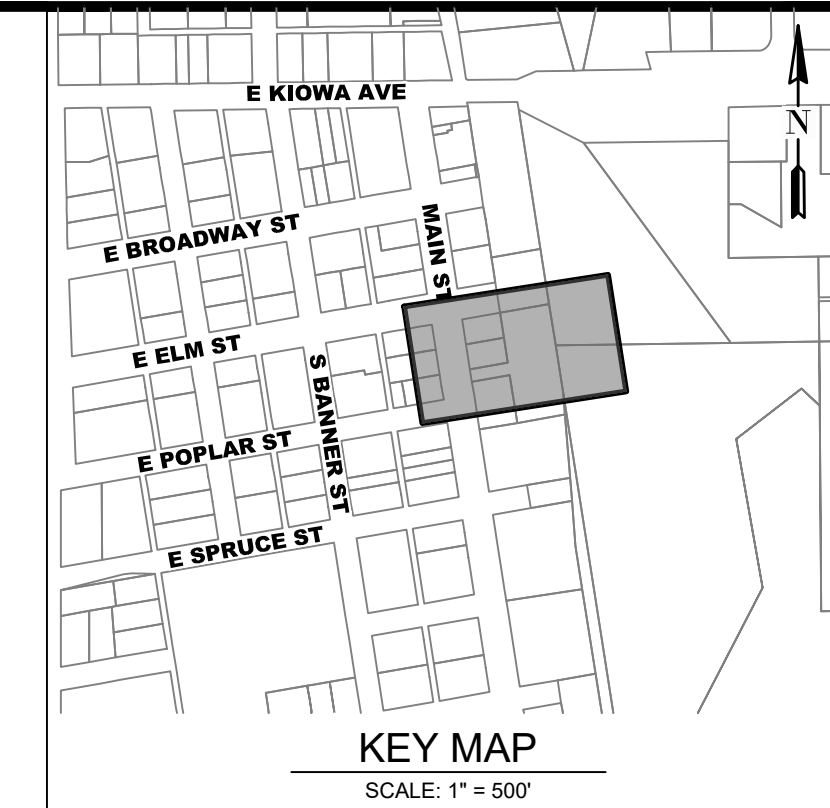 E KIOWA AVE
N
MAIN ST
E BROADWAY ST
E ELM ST
S BANNER ST
E POPLAR ST
E SPRUCE ST
KEY MAP
SCALE: 1" = 500'